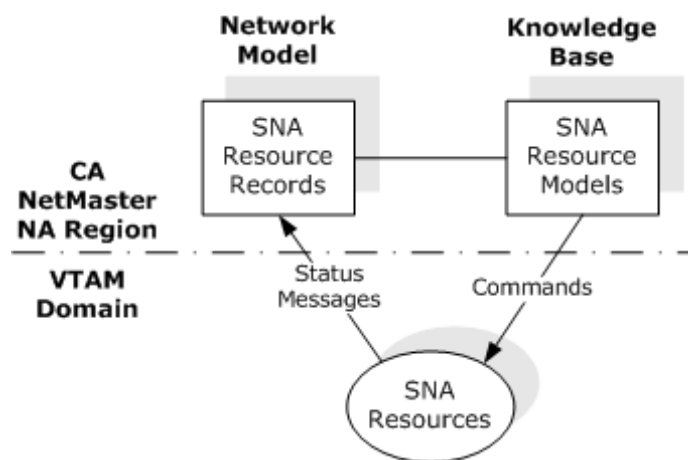 Network
Model
Knowledge
Base
SNA
Resource
Records
SNA
Resource
Models
CA
NetMaster
NA Region
VTAM
Domain
Status
Messages
Commands
SNA
Resources